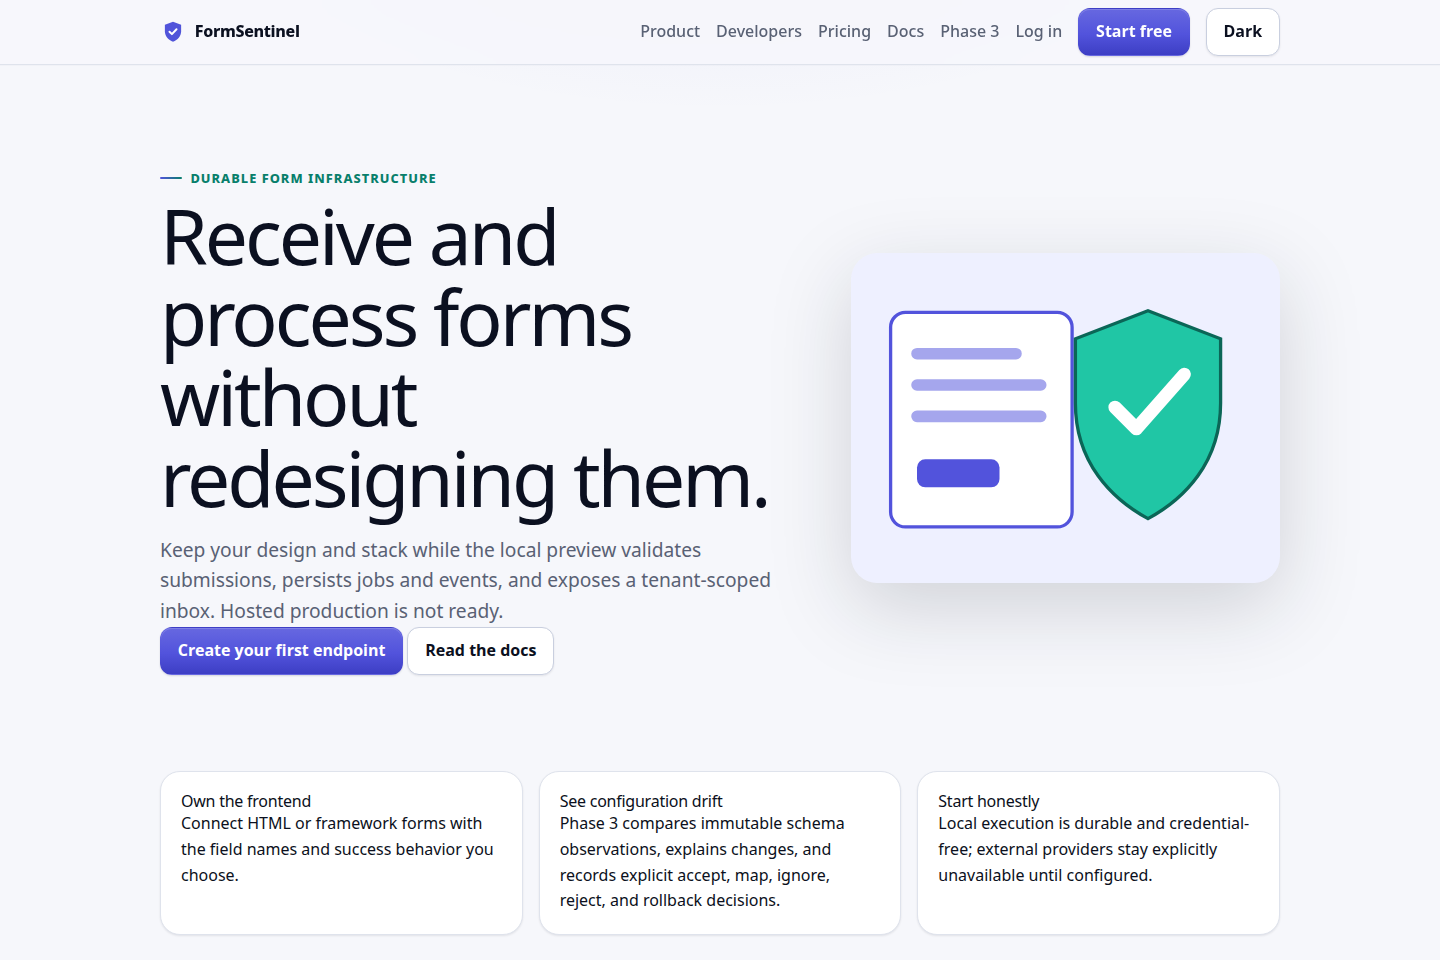 FormSentinel
Product Developers Pricing Docs Phase 3 Log in Start free Dark
DURABLE FORM INFRASTRUCTURE
Receive and
process forms
without
redesigning them.
Keep your design and stack while the local preview validates
submissions, persists jobs and events, and exposes a tenant-scoped
inbox. Hosted production is not ready.
Create your first endpoint Read the docs
Own the frontend
Connect HTML or framework forms with
the field names and success behavior you
choose.
See configuration drift
Phase 3 compares immutable schema
observations, explains changes, and
records explicit accept, map, ignore,
reject, and rollback decisions.
Start honestly
Local execution is durable and credential-
free; external providers stay explicitly
unavailable until configured.